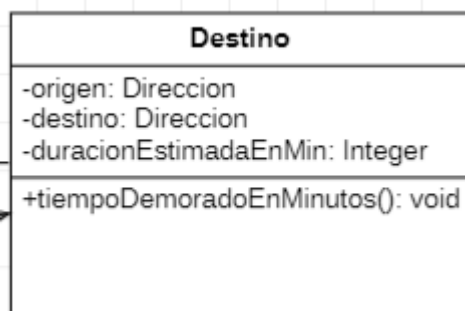 Destino
-origen: Direccion
-destino: Direccion
-duracionEstimadaEnMin: Integer
+tiempoDemoradoEnMinutos(): void